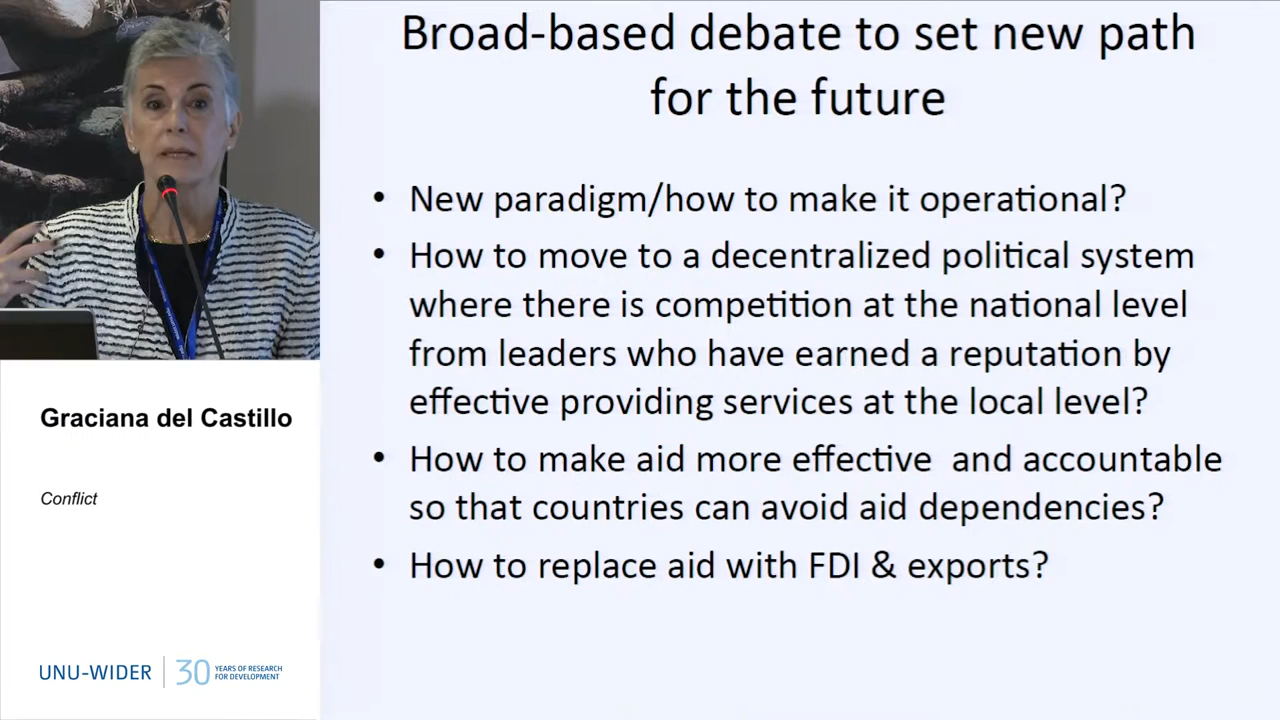 Broad-based debate to set new path
for the future
• New paradigm/how to make it operational?
• How to move to a decentralized political system
where there is competition at the national level
from leaders who have earned a reputation by
effective providing services at the local level?
• How to make aid more effective and accountable
so that countries can avoid aid dependencies?
• How to replace aid with FDI & exports?
Graciana del Castillo
Conflict
UNU-WIDER
30 YEARS OF RESEARCH
FOR DEVELOPMENT